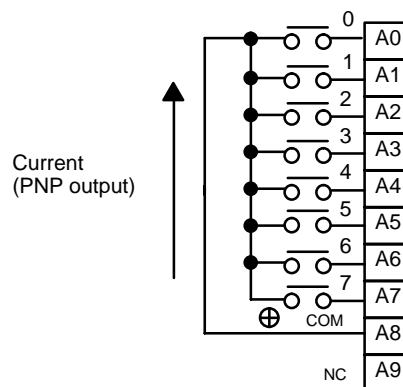 0 A0
1 A1
2 A2
3 A3
Current
(PNP output)
4 A4
5 A5
6 A6
7 A7
COM A8
NC A9